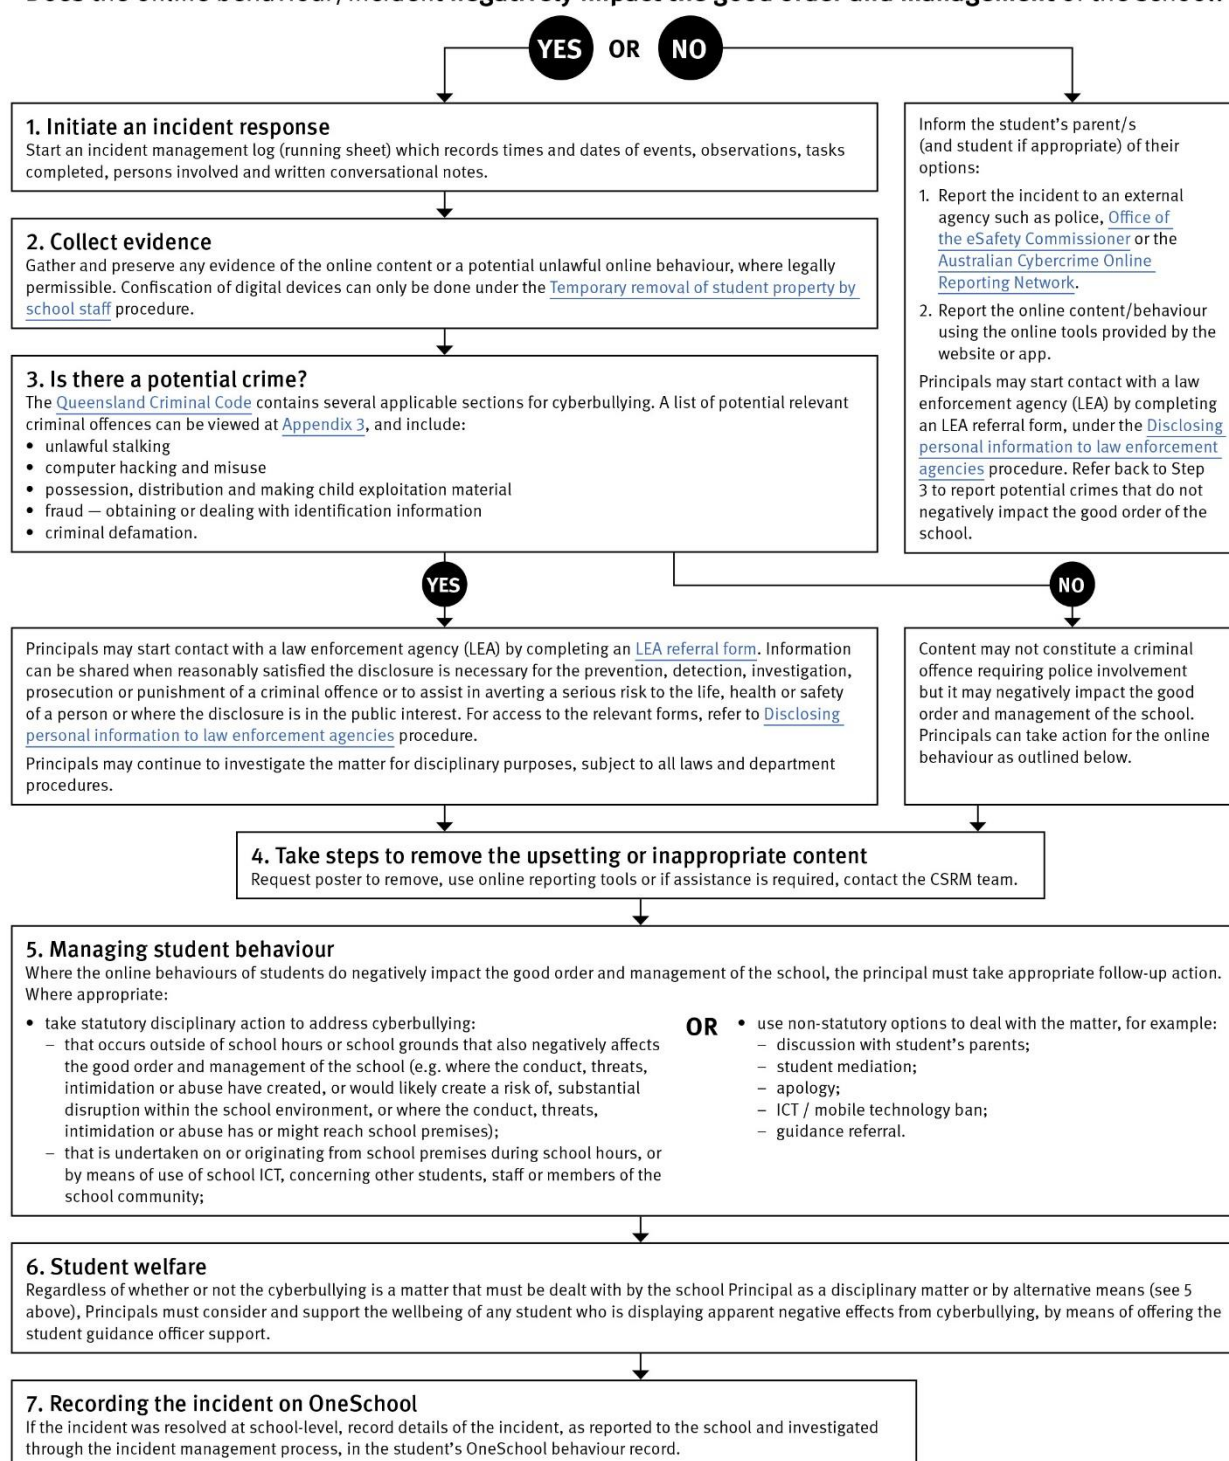 Does the online behaviour/incident negatively impact the good order and management of the school?
YES OR NO
1. Initiate an incident response
Start an incident management log (running sheet) which records times and dates of events, observations, tasks
completed, persons involved and written conversational notes.
2. Collect evidence
Gather and preserve any evidence of the online content or a potential unlawful online behaviour, where legally
permissible. Confiscation of digital devices can only be done under the Temporary removal of student property by
school staff procedure.
3. Is there a potential crime?
The Queensland Criminal Code contains several applicable sections for cyberbullying. A list of potential relevant
criminal offences can be viewed at Appendix 3, and include:
• unlawful stalking
• computer hacking and misuse
• possession, distribution and making child exploitation material
• fraud — obtaining or dealing with identification information
• criminal defamation.
Inform the student's parent/s
(and student if appropriate) of their
options:
1. Report the incident to an external
agency such as police, Office of
the eSafety Commissioner or the
Australian Cybercrime Online
Reporting Network.
2. Report the online content/behaviour
using the online tools provided by the
website or app.
Principals may start contact with a law
enforcement agency (LEA) by completing
an LEA referral form, under the Disclosing
personal information to law enforcement
agencies procedure. Refer back to Step
3 to report potential crimes that do not
negatively impact the good order of the
school.
YES
NO
Principals may start contact with a law enforcement agency (LEA) by completing an LEA referral form. Information
can be shared when reasonably satisfied the disclosure is necessary for the prevention, detection, investigation,
prosecution or punishment of a criminal offence or to assist in averting a serious risk to the life, health or safety
of a person or where the disclosure is in the public interest. For access to the relevant forms, refer to Disclosing
personal information to law enforcement agencies procedure.
Principals may continue to investigate the matter for disciplinary purposes, subject to all laws and department
procedures.
Content may not constitute a criminal
offence requiring police involvement
but it may negatively impact the good
order and management of the school.
Principals can take action for the online
behaviour as outlined below.
4. Take steps to remove the upsetting or inappropriate content
Request poster to remove, use online reporting tools or if assistance is required, contact the CSRM team.
5. Managing student behaviour
Where the online behaviours of students do negatively impact the good order and management of the school, the principal must take appropriate follow-up action.
Where appropriate:
• take statutory disciplinary action to address cyberbullying:
– that occurs outside of school hours or school grounds that also negatively affects
the good order and management of the school (e.g. where the conduct, threats,
intimidation or abuse have created, or would likely create a risk of, substantial
disruption within the school environment, or where the conduct, threats,
intimidation or abuse has or might reach school premises);
– that is undertaken on or originating from school premises during school hours, or
by means of use of school ICT, concerning other students, staff or members of the
school community;
OR
• use non-statutory options to deal with the matter, for example:
– discussion with student's parents;
– student mediation;
– apology;
– ICT / mobile technology ban;
– guidance referral.
6. Student welfare
Regardless of whether or not the cyberbullying is a matter that must be dealt with by the school Principal as a disciplinary matter or by alternative means (see 5
above), Principals must consider and support the wellbeing of any student who is displaying apparent negative effects from cyberbullying, by means of offering the
student guidance officer support.
7. Recording the incident on OneSchool
If the incident was resolved at school-level, record details of the incident, as reported to the school and investigated
through the incident management process, in the student's OneSchool behaviour record.